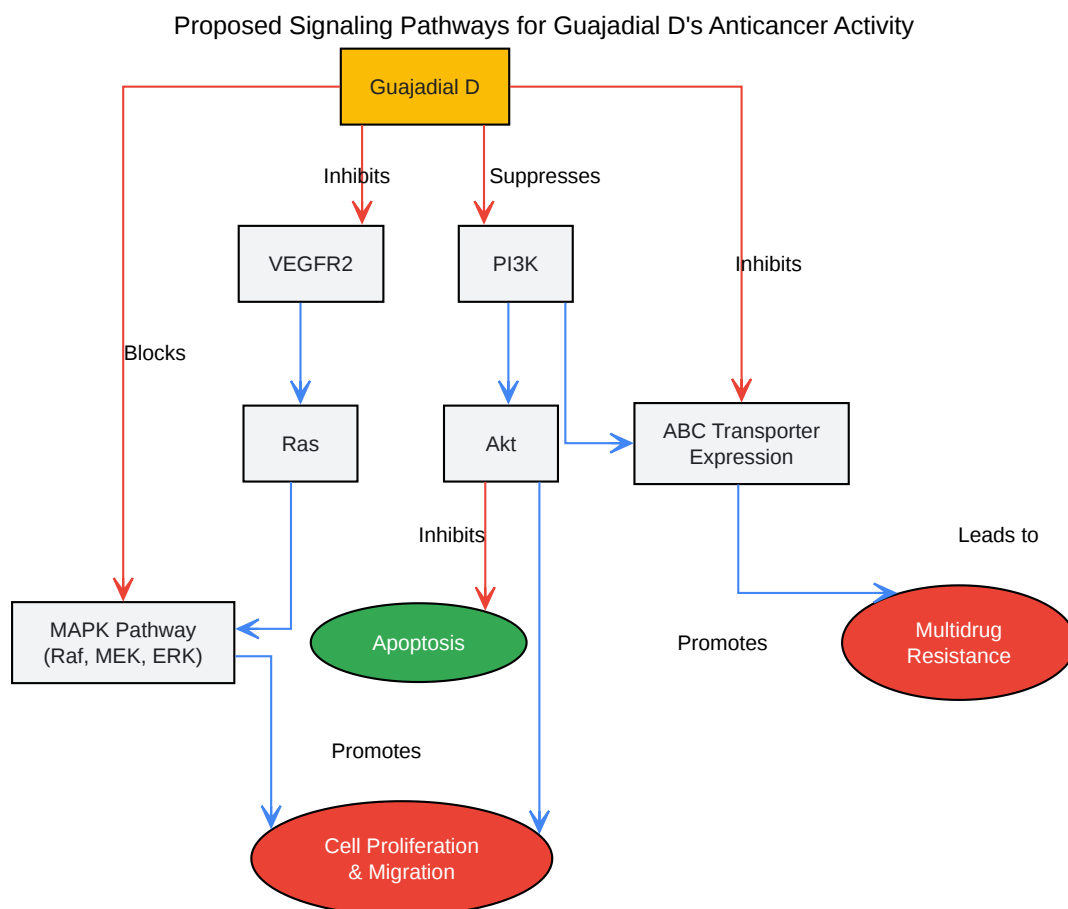 Proposed Signaling Pathways for Guajadial D's Anticancer Activity
Guajadial D
Inhibits
Suppresses
VEGFR2
PI3K
Inhibits
Blocks
Ras
Akt
ABC Transporter
Expression
Inhibits
Leads to
MAPK Pathway
(Raf, MEK, ERK)
Apoptosis
Promotes
Multidrug
Resistance
Promotes
Cell Proliferation
& Migration